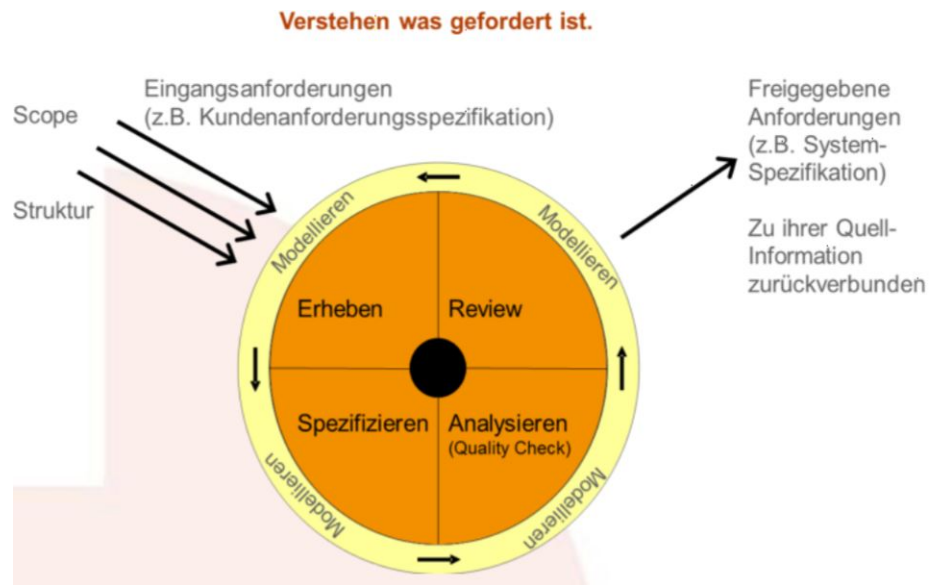 Verstehen was gefordert ist.
Scope
Struktur
Eingangsanforderungen
(z.B. Kundenanforderungsspezifikation)
Freigegebene
Anforderungen
(z.B. System-
Spezifikation)
Zu ihrer Quell-
Information
zurückverbunden
Modellieren
Modellieren
Erheben
Review
Spezifizieren
Analysieren
(Quality Check)
Modellieren
Modellieren